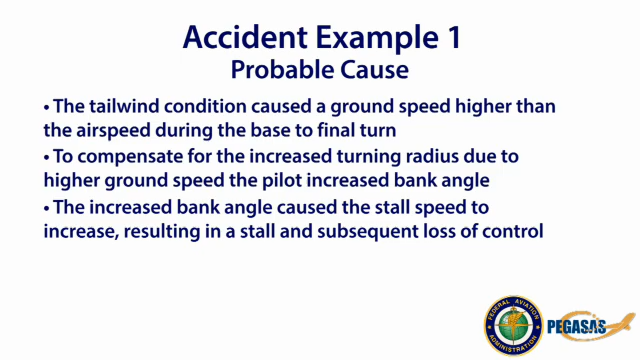 Accident Example 1
Probable Cause
• The tailwind condition caused a ground speed higher than
the airspeed during the base to final turn
• To compensate for the increased turning radius due to
higher ground speed the pilot increased bank angle
• The increased bank angle caused the stall speed to
increase, resulting in a stall and subsequent loss of control
FEDERAL AVIATION
ADMINISTRATION
PEGASAS